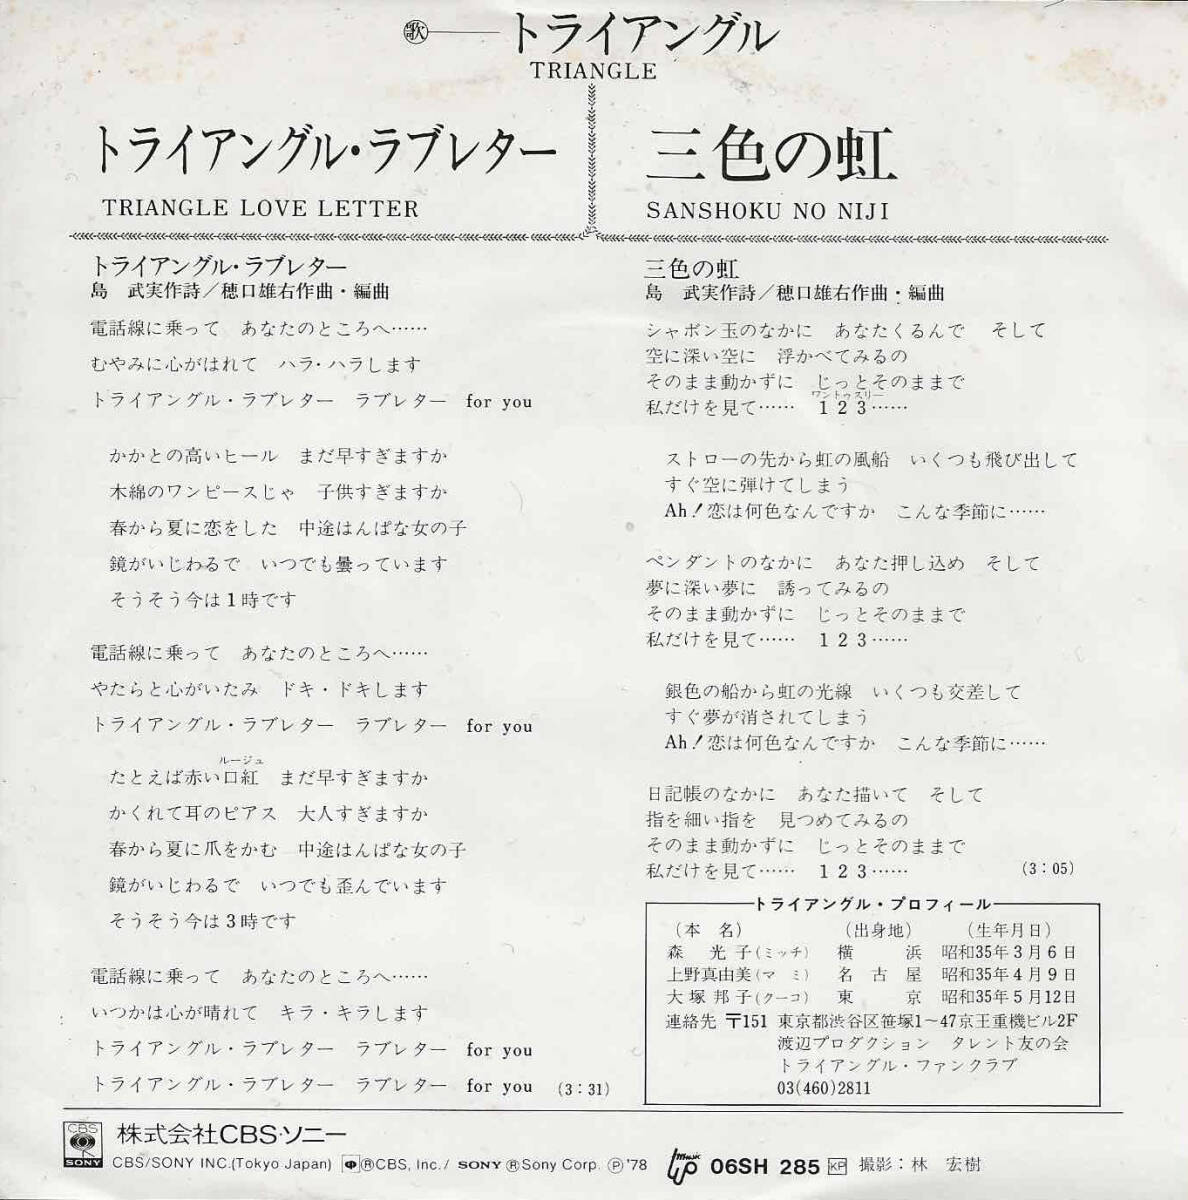 歌 トライアングル
TRIANGLE
トライアングル・ラブレター
TRIANGLE LOVE LETTER
三色の虹
SANSHOKU NO NIJI
トライアングル・ラブレター
島 武実作詩/穂口雄右作曲・編曲
電話線に乗って あなたのところへ……
むやみに心がはれて ハラ・ハラします
トライアングル・ラブレター ラブレター for you
かかとの高いヒール まだ早すぎますか
木綿のワンピースじゃ 子供すぎますか
春から夏に恋をした 中途はんぱな女の子
鏡がいじわるで いつでも曇っています
そうそう今は1時です
電話線に乗って あなたのところへ……
やたらと心がいたみ ドキ・ドキします
トライアングル・ラブレター ラブレター for you
ルージュ
たとえば赤い口紅 まだ早すぎますか
かくれて耳のピアス 大人すぎますか
春から夏に爪をかむ 中途はんぱな女の子
鏡がいじわるで いつでも歪んでいます
そうそう今は3時です
電話線に乗って あなたのところへ……
いつかは心が晴れて キラ・キラします
トライアングル・ラブレター ラブレター for you
トライアングル・ラブレター ラブレター for you (3:31)
三色の虹
島 武実作詩/穂口雄右作曲・編曲
シャボン玉のなかに あなたくるんで そして
空に深い空に 浮かべてみるの
そのまま動かずに じっとそのままで
ワントゥスリー
私だけを見て…… 1 2 3……
ストローの先から虹の風船 いくつも飛び出して
すぐ空に弾けてしまう
Ah!恋は何色なんですか こんな季節に……
ペンダントのなかに あなた押し込め そして
夢に深い夢に 誘ってみるの
そのまま動かずに じっとそのままで
私だけを見て…… 1 2 3……
銀色の船から虹の光線 いくつも交差して
すぐ夢が消されてしまう
Ah!恋は何色なんですか こんな季節に……
日記帳のなかに あなた描いて そして
指を細い指を 見つめてみるの
そのまま動かずに じっとそのままで
私だけを見て…… 1 2 3…… (3:05)
トライアングル・プロフィール
(本 名) (出身地) (生年月日)
森 光子(ミッチ) 横 浜 昭和35年3月6日
上野真由美(マ ミ) 名古屋 昭和35年4月9日
大塚邦子(クーコ) 東 京 昭和35年5月12日
連絡先 〒151 東京都渋谷区笹塚1〜47京王重機ビル2F
渡辺プロダクション タレント友の会
トライアングル・ファンクラブ
03(460)2811
CBS
SONY
株式会社CBS・ソニー
CBS/SONY INC.(Tokyo Japan) ®CBS, Inc./ SONY ®Sony Corp. Ⓟ'78 music up 06SH 285 KP 撮影:林 宏樹